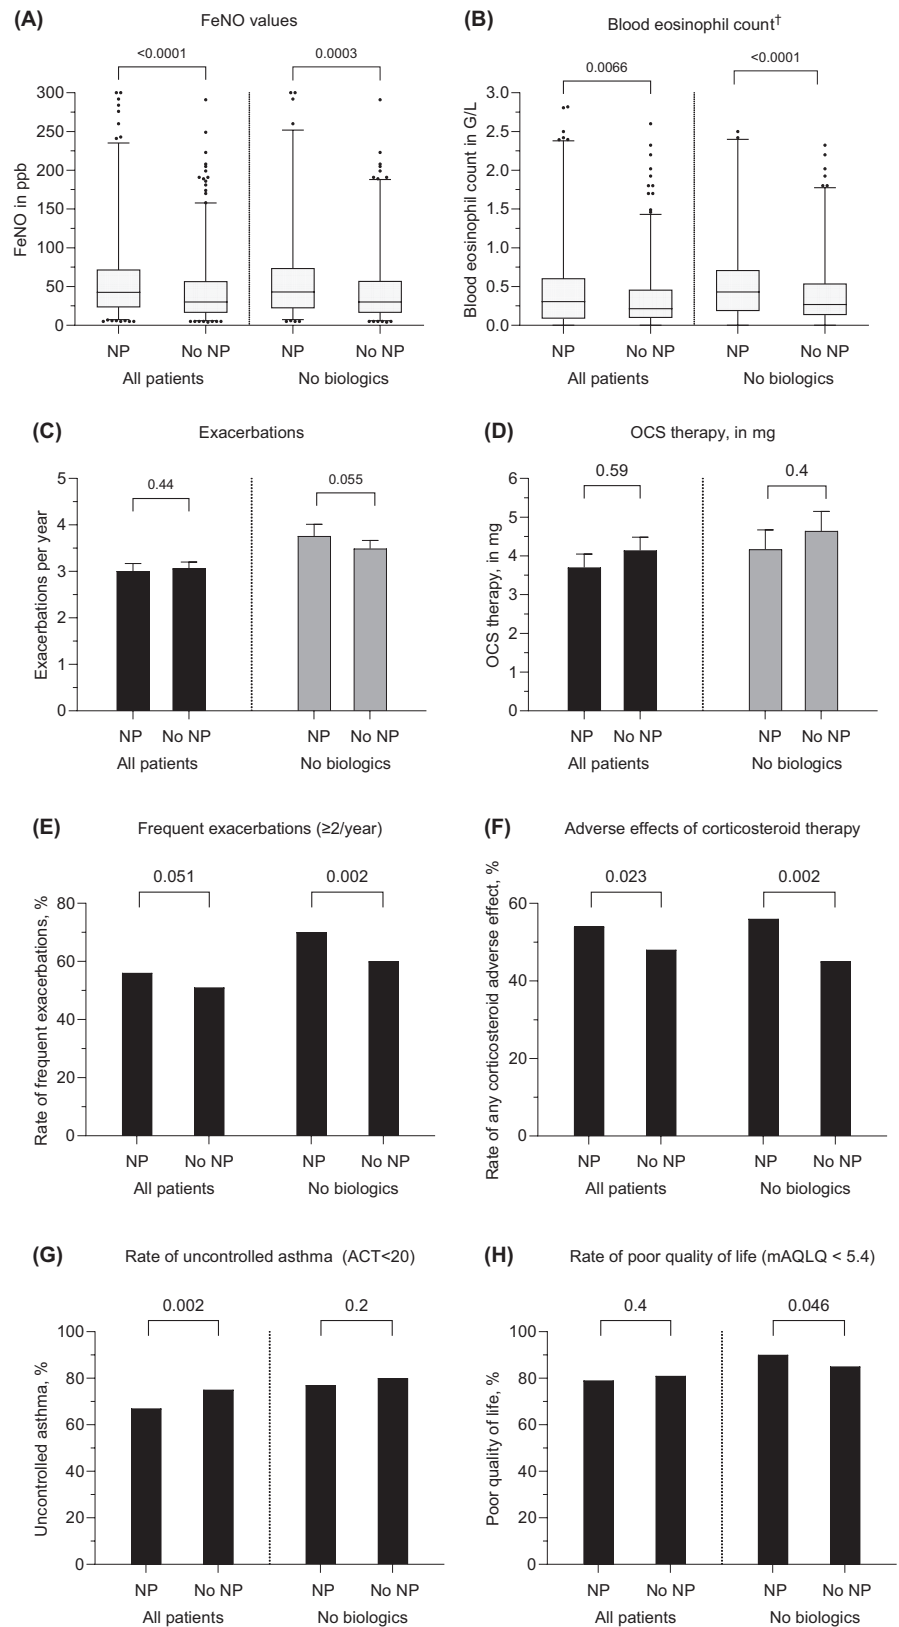 (A) FeNO values
<0.0001 0.0003
FeNO in ppb
300
250
200
150
100
50
0
NP No NP NP No NP
All patients No biologics
(B) Blood eosinophil count†
0.0066 <0.0001
Blood eosinophil count in G/L
3.0
2.5
2.0
1.5
1.0
0.5
0.0
NP No NP NP No NP
All patients No biologics
(C) Exacerbations
0.44 0.055
Exacerbations per year
5
4
3
2
1
0
NP No NP NP No NP
All patients No biologics
(D) OCS therapy, in mg
0.59 0.4
OCS therapy, in mg
6
5
4
3
2
1
0
NP No NP NP No NP
All patients No biologics
(E) Frequent exacerbations (≥2/year)
0.051 0.002
Rate of frequent exacerbations, %
80
60
40
20
0
NP No NP NP No NP
All patients No biologics
(F) Adverse effects of corticosteroid therapy
0.023 0.002
Rate of any corticosteroid adverse effect, %
60
40
20
0
NP No NP NP No NP
All patients No biologics
(G) Rate of uncontrolled asthma (ACT<20)
0.002 0.2
Uncontrolled asthma, %
100
80
60
40
20
0
NP No NP NP No NP
All patients No biologics
(H) Rate of poor quality of life (mAQLQ < 5.4)
0.4 0.046
Poor quality of life, %
100
80
60
40
20
0
NP No NP NP No NP
All patients No biologics